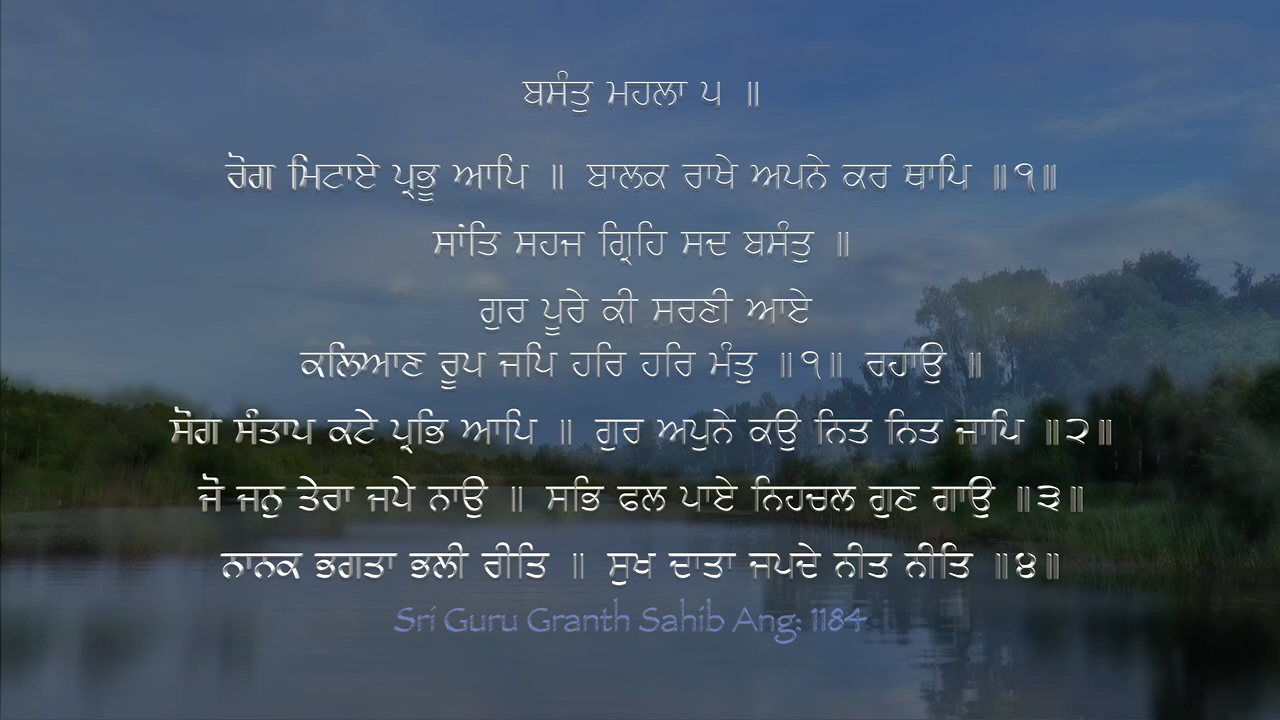 ਬਸੰਤੁ ਮਹਲਾ ੫ ॥
ਰੋਗ ਮਿਟਾਏ ਪ੍ਰਭੂ ਆਪਿ ॥ ਬਾਲਕ ਰਾਖੇ ਅਪਨੇ ਕਰ ਥਾਪਿ ॥੧॥
ਸਾਂਤਿ ਸਹਜ ਗ੍ਰਿਹਿ ਸਦ ਬਸੰਤੁ ॥
ਗੁਰ ਪੂਰੇ ਕੀ ਸਰਣੀ ਆਏ
ਕਲਿਆਣ ਰੂਪ ਜਪਿ ਹਰਿ ਹਰਿ ਮੰਤੁ ॥੧॥ ਰਹਾਉ ॥
ਸੋਗ ਸੰਤਾਪ ਕਟੇ ਪ੍ਰਭਿ ਆਪਿ ॥ ਗੁਰ ਅਪੁਨੇ ਕਉ ਨਿਤ ਨਿਤ ਜਾਪਿ ॥੨॥
ਜੋ ਜਨੁ ਤੇਰਾ ਜਪੇ ਨਾਉ ॥ ਸਭਿ ਫਲ ਪਾਏ ਨਿਹਚਲ ਗੁਣ ਗਾਉ ॥੩॥
ਨਾਨਕ ਭਗਤਾ ਭਲੀ ਰੀਤਿ ॥ ਸੁਖ ਦਾਤਾ ਜਪਦੇ ਨੀਤ ਨੀਤਿ ॥੪॥
Sri Guru Granth Sahib Ang: 1184